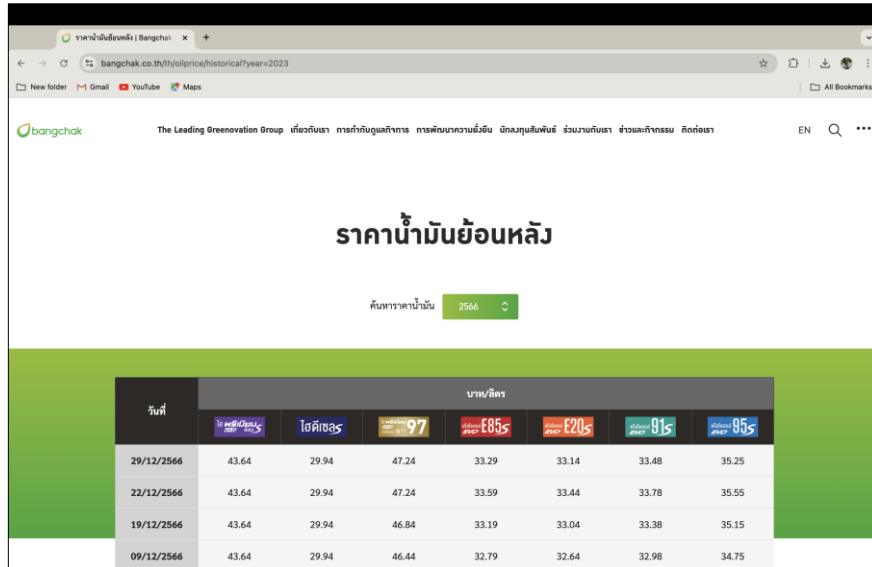 ราคาน้ำมันย้อนหลัง | Bangchak
bangchak.co.th/th/oilprice/historical?year=2023
New folder Gmail YouTube Maps All Bookmarks
bangchak The Leading Greenovation Group เกี่ยวกับเรา การกำกับดูแลกิจการ การพัฒนาความยั่งยืน นักลงทุนสัมพันธ์ ร่วมงานกับเรา ข่าวและกิจกรรม ติดต่อเรา EN
ราคาน้ำมันย้อนหลัง
ค้นหาราคาน้ำมัน 2566
วันที่ บาท/ลิตร
ไฮพรีเมียม S ไฮดีเซล S 97 E85 S E20 S 91 S 95 S
29/12/2566 43.64 29.94 47.24 33.29 33.14 33.48 35.25
22/12/2566 43.64 29.94 47.24 33.59 33.44 33.78 35.55
19/12/2566 43.64 29.94 46.84 33.19 33.04 33.38 35.15
09/12/2566 43.64 29.94 46.44 32.79 32.64 32.98 34.75